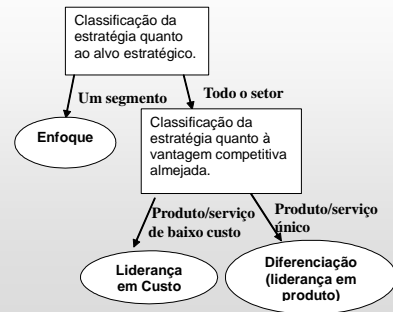 Classificação da
estratégia quanto
ao alvo estratégico.
Um segmento
Todo o setor
Enfoque
Classificação da
estratégia quanto à
vantagem competitiva
almejada.
Produto/serviço
de baixo custo
Produto/serviço
único
Liderança
em Custo
Diferenciação
(liderança em
produto)